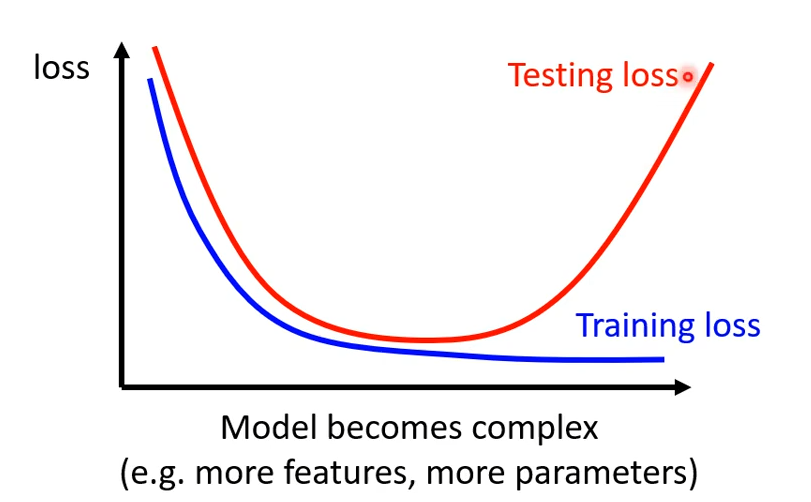 loss
Testing loss
Training loss
Model becomes complex
(e.g. more features, more parameters)